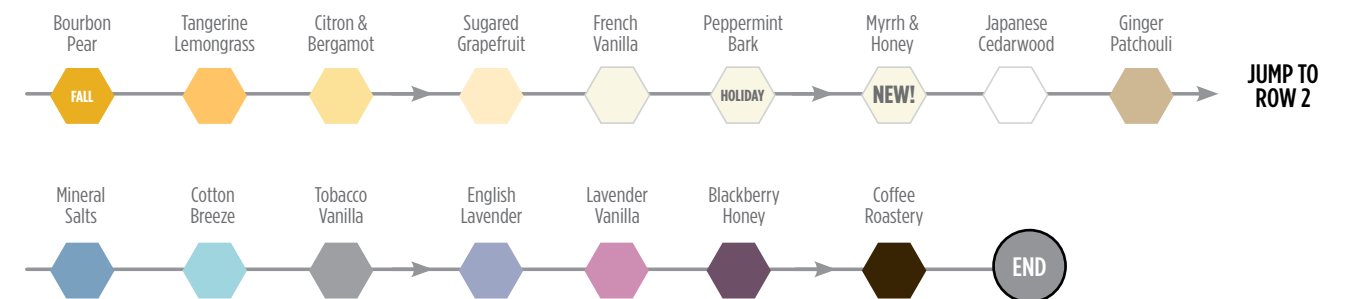 Bourbon
Pear
Tangerine
Lemongrass
Citron &
Bergamot
Sugared
Grapefruit
French
Vanilla
Peppermint
Bark
Myrrh &
Honey
Japanese
Cedarwood
Ginger
Patchouli
FALL
HOLIDAY
NEW!
JUMP TO
ROW 2
Mineral
Salts
Cotton
Breeze
Tobacco
Vanilla
English
Lavender
Lavender
Vanilla
Blackberry
Honey
Coffee
Roastery
END